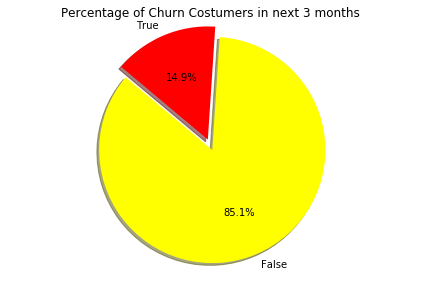 Percentage of Churn Costumers in next 3 months
True
14.9%
85.1%
False